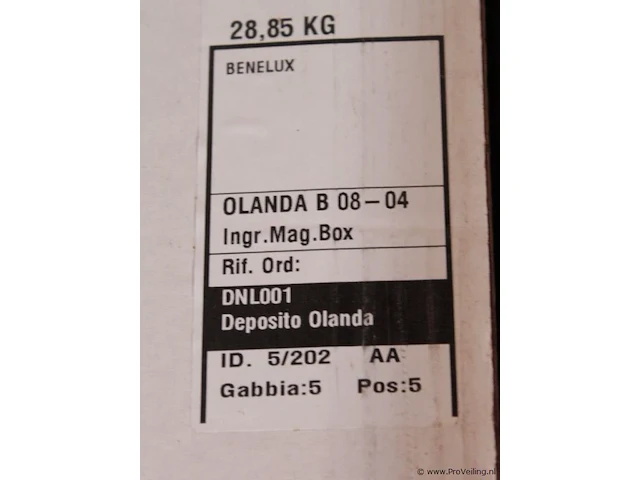 28,85 KG
BENELUX
OLANDA B 08-04
Ingr.Mag.Box
Rif. Ord:
DNL001
Deposito Olanda
ID. 5/202 AA
Gabbia:5 Pos:5
© www.ProVeiling.nl